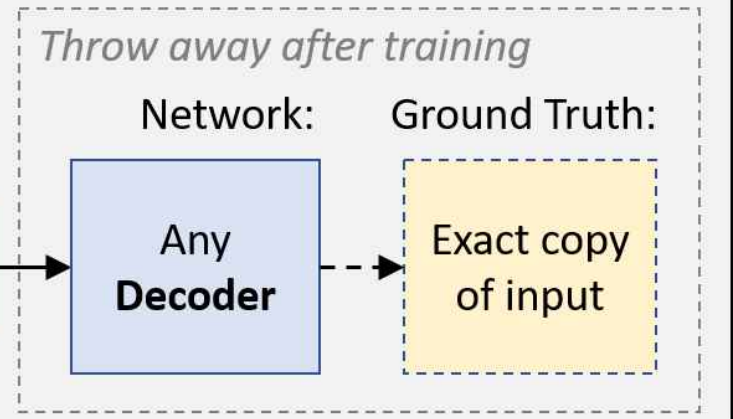 Throw away after training
Network:
Ground Truth:
Any
Decoder
Exact copy
of input